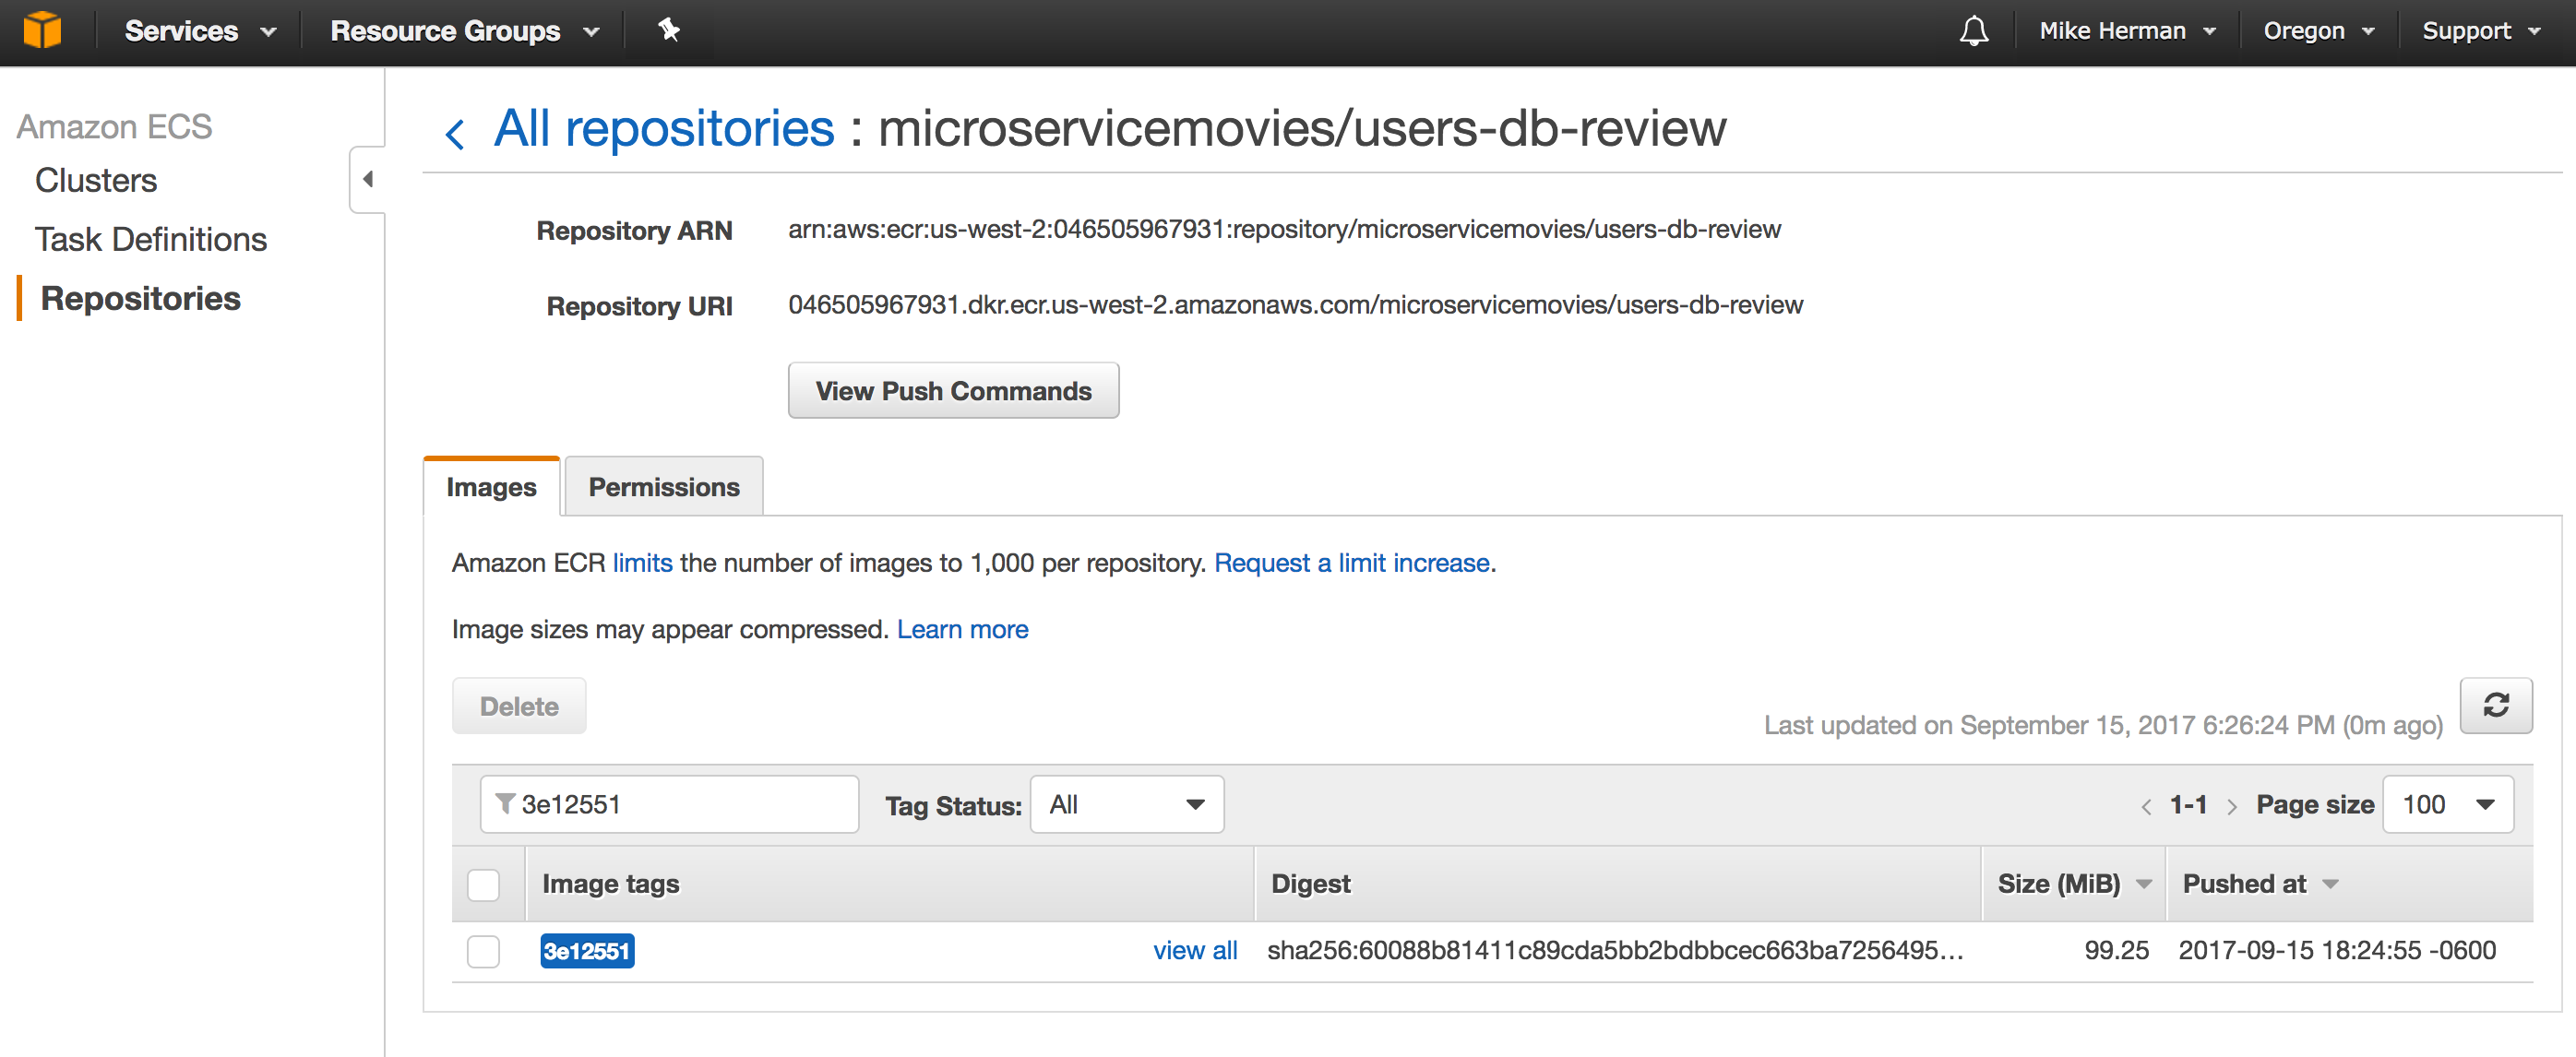 Services Resource Groups Mike Herman Oregon Support
Amazon ECS
Clusters
Task Definitions
Repositories
All repositories : microservicemovies/users-db-review
Repository ARN arn:aws:ecr:us-west-2:046505967931:repository/microservicemovies/users-db-review
Repository URI 046505967931.dkr.ecr.us-west-2.amazonaws.com/microservicemovies/users-db-review
View Push Commands
Images Permissions
Amazon ECR limits the number of images to 1,000 per repository. Request a limit increase.
Image sizes may appear compressed. Learn more
Delete
Last updated on September 15, 2017 6:26:24 PM (0m ago)
3e12551 Tag Status: All < 1-1 > Page size 100
Image tags Digest Size (MiB) Pushed at
3e12551 view all sha256:60088b81411c89cda5bb2bdbbcec663ba7256495... 99.25 2017-09-15 18:24:55 -0600